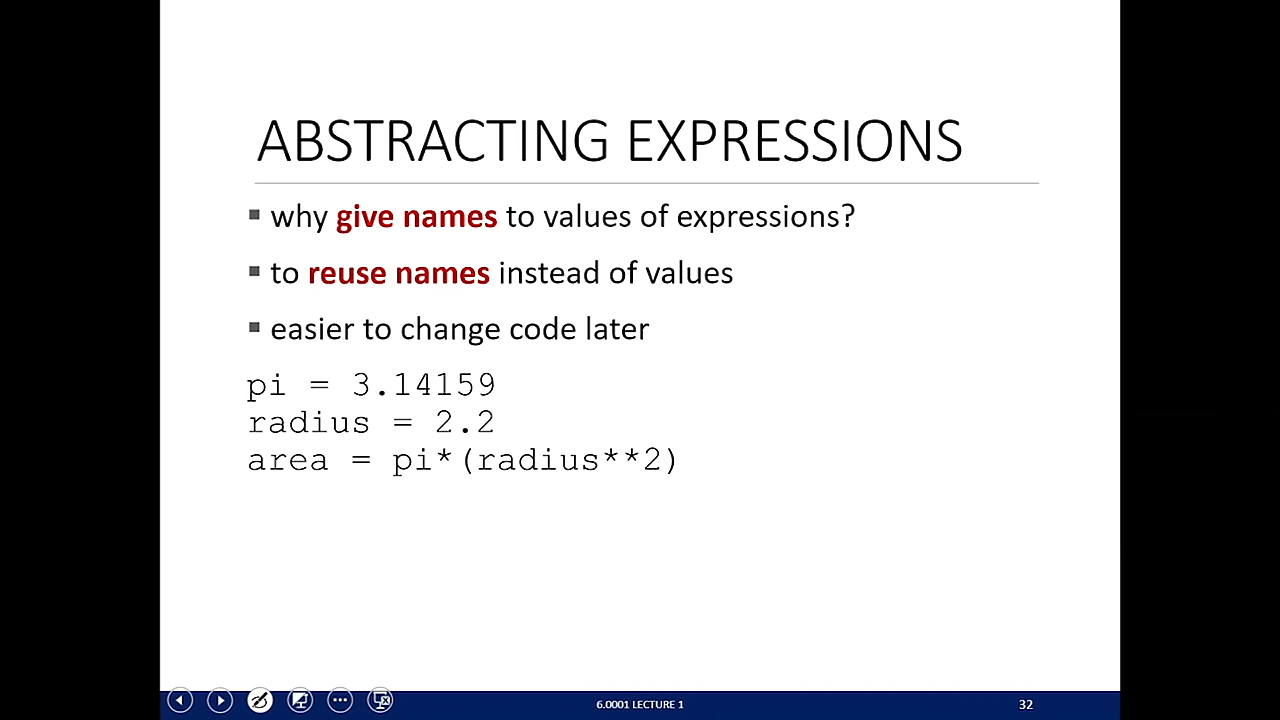 ABSTRACTING EXPRESSIONS
▪ why give names to values of expressions?
▪ to reuse names instead of values
▪ easier to change code later
pi = 3.14159
radius = 2.2
area = pi*(radius**2)
6.0001 LECTURE 1
32